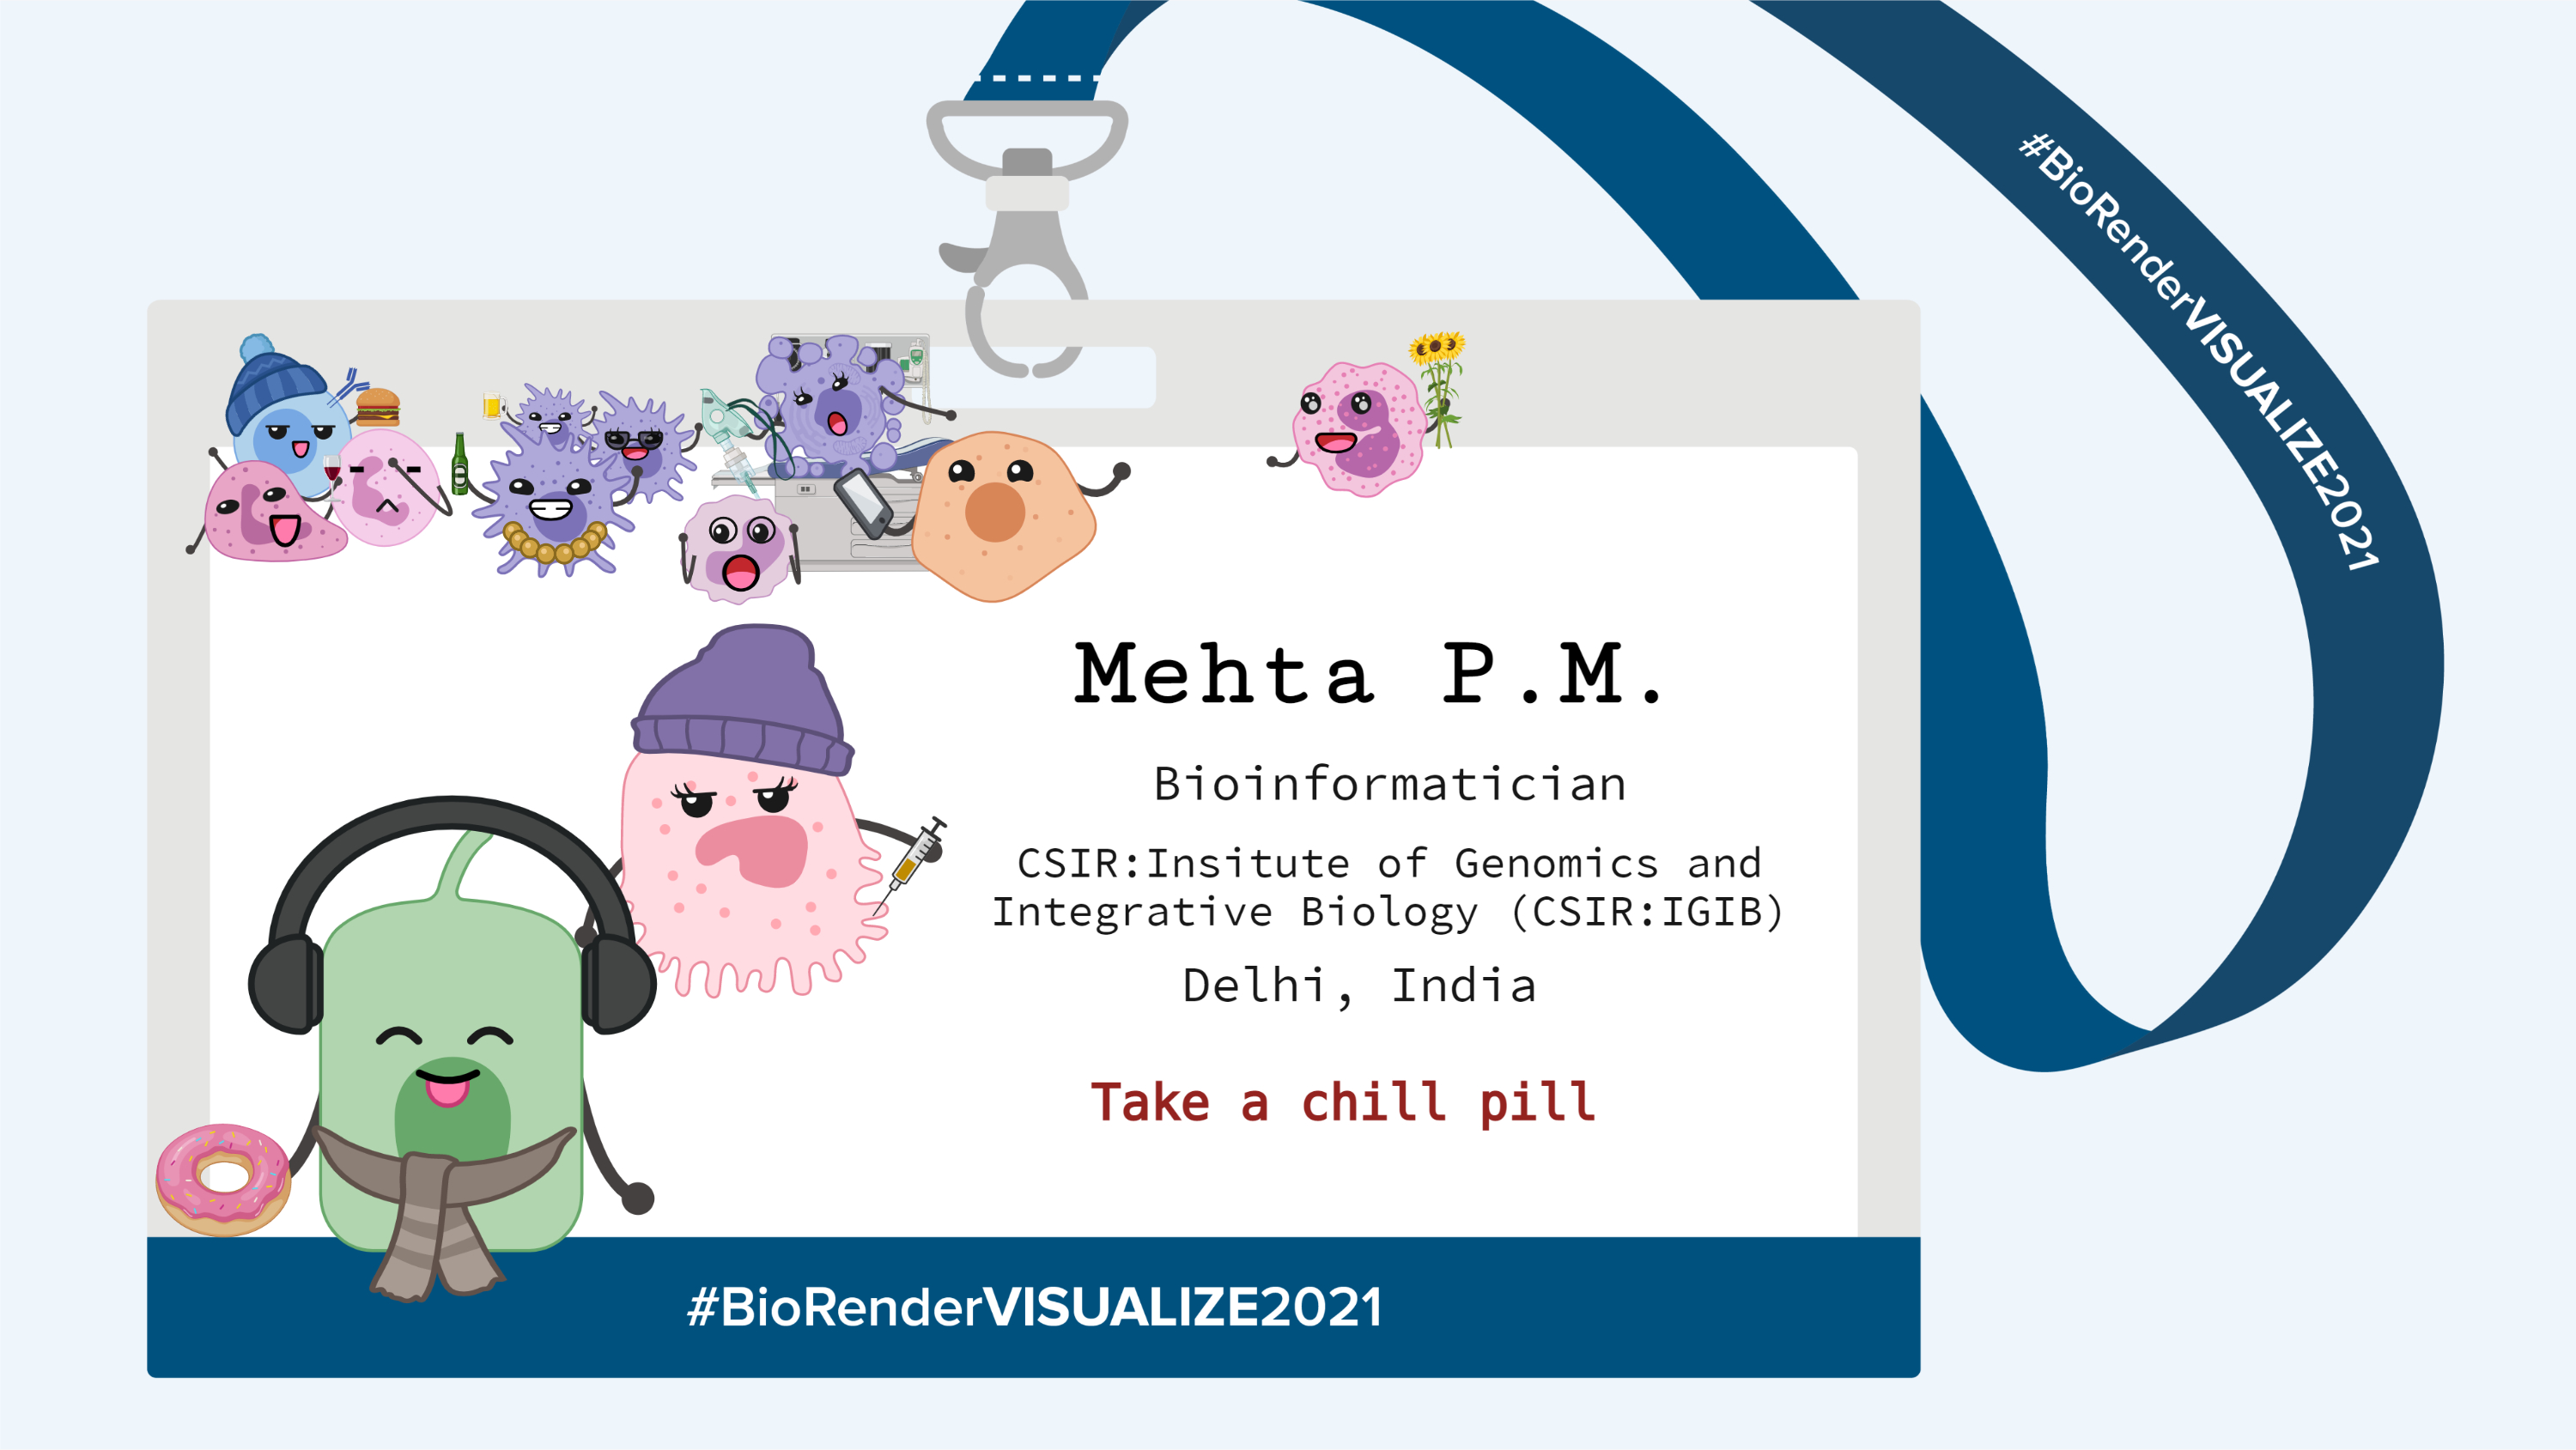 #BioRenderVISUALIZE2021
Mehta P.M.
Bioinformatician
CSIR:Insitute of Genomics and
Integrative Biology (CSIR:IGIB)
Delhi, India
Take a chill pill
#BioRenderVISUALIZE2021